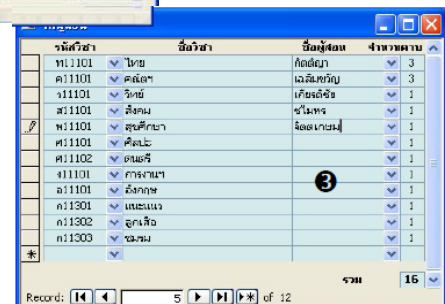 รหัสวิชา ชื่อวิชา ชื่อผู้สอน จำนวนคาบ
ท11101 ไทย กิตต์ญา 3
ค11101 คณิตฯ เฉลิมขวัญ 3
ว11101 วิทย์ เกียรติชัย 1
ส11101 สังคม ชไมพร 1
พ11101 สุขศึกษา จิตตเกษม 1
ศ11101 ศิลปะ 1
ศ11102 ดนตรี 1
ง11101 การงานฯ 1
อ11101 อังกฤษ 1
ก11301 แนะแนว 1
ก11302 ลูกเสือ 1
ก11303 ชมรม 1
❸
รวม 16
Record: 5 of 12